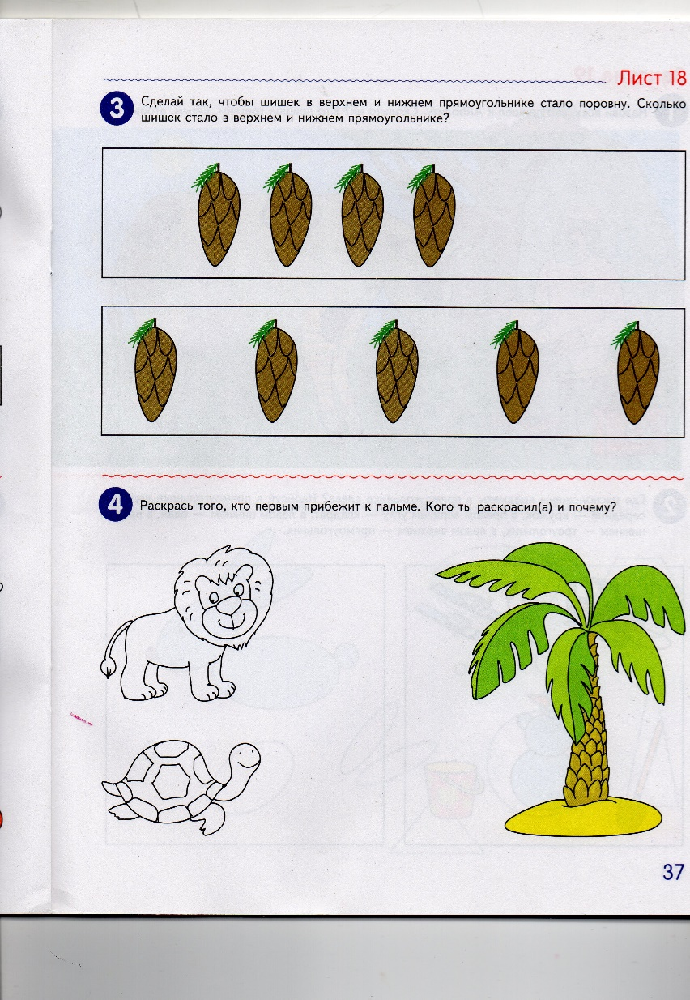 Лист 18
3 Сделай так, чтобы шишек в верхнем и нижнем прямоугольнике стало поровну. Сколько
шишек стало в верхнем и нижнем прямоугольнике?
4 Раскрась того, кто первым прибежит к пальме. Кого ты раскрасил(а) и почему?
37